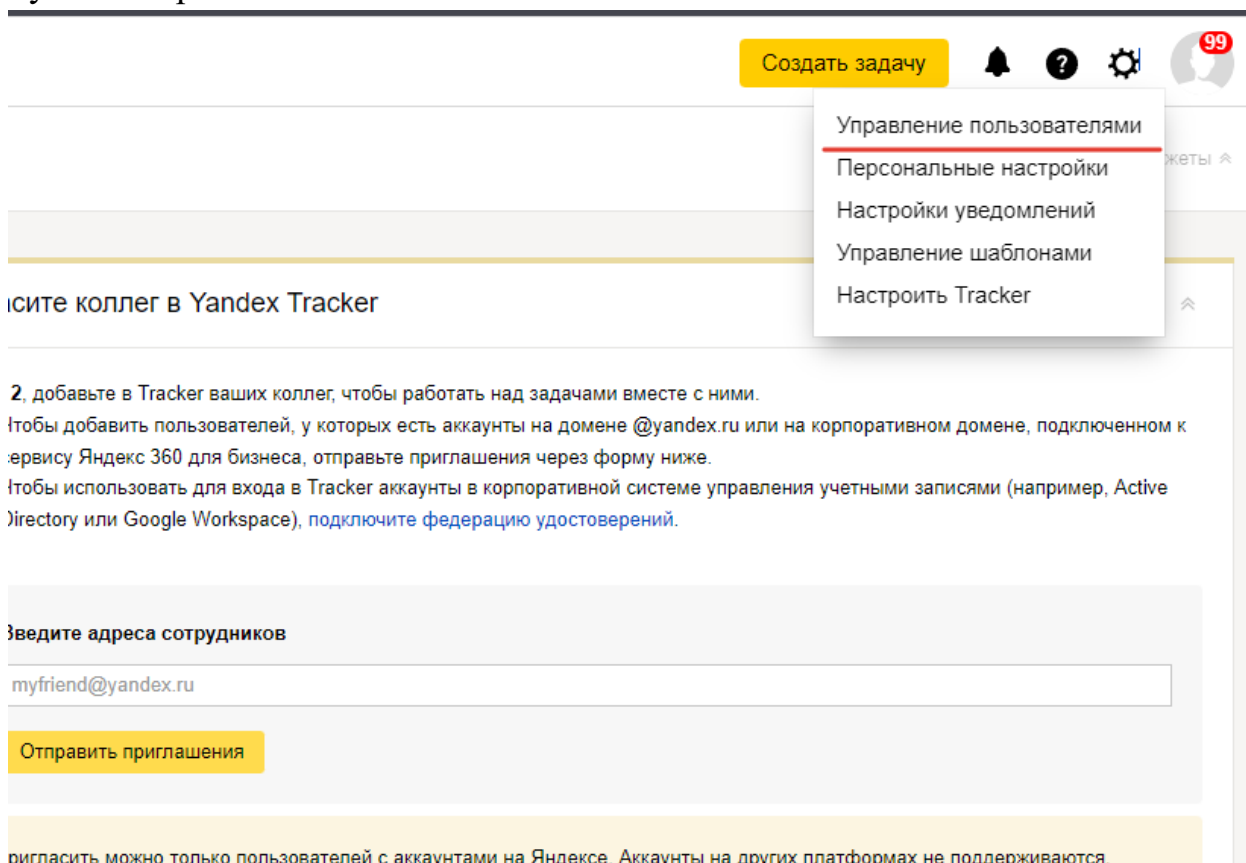 Создать задачу
99
Управление пользователями
Персональные настройки
жеты
Настройки уведомлений
Управление шаблонами
Настроить Tracker
сите коллег в Yandex Tracker
2, добавьте в Tracker ваших коллег, чтобы работать над задачами вместе с ними.
Чтобы добавить пользователей, у которых есть аккаунты на домене @yandex.ru или на корпоративном домене, подключенном к
сервису Яндекс 360 для бизнеса, отправьте приглашения через форму ниже.
Чтобы использовать для входа в Tracker аккаунты в корпоративной системе управления учетными записями (например, Active
Directory или Google Workspace), подключите федерацию удостоверений.
Введите адреса сотрудников
myfriend@yandex.ru
Отправить приглашения
ригласить можно только пользователей с аккаунтами на Яндексе. Аккаунты на других платформах не поддерживаются.